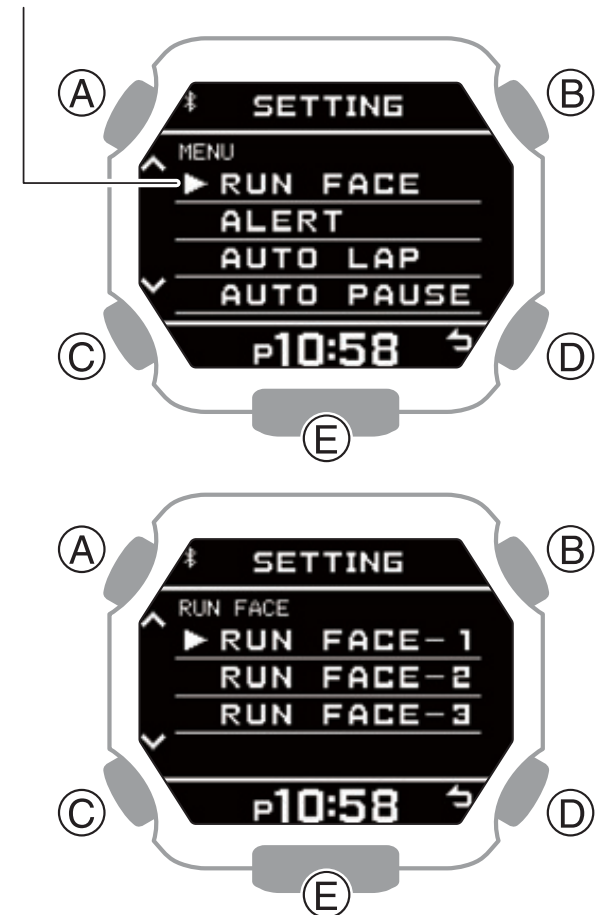 A
B
SETTING
MENU
RUN FACE
ALERT
AUTO LAP
AUTO PAUSE
P10:58
C
D
E
A
B
SETTING
RUN FACE
RUN FACE-1
RUN FACE-2
RUN FACE-3
P10:58
C
D
E